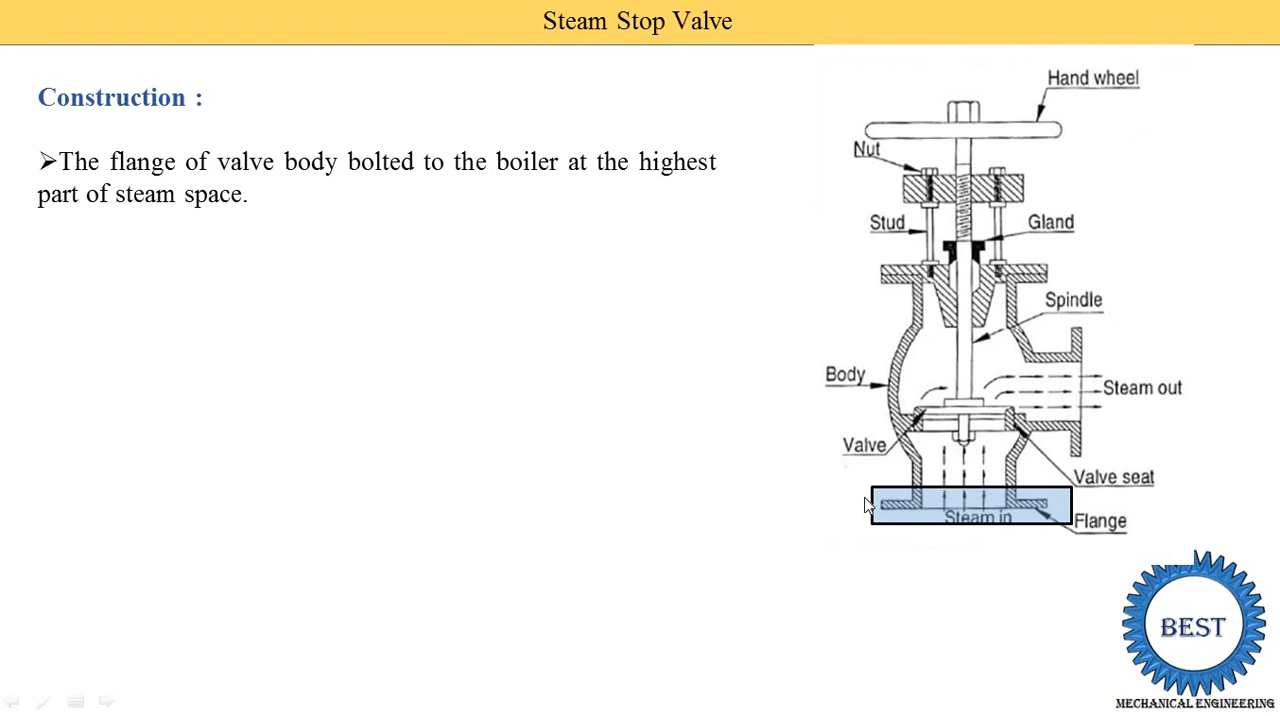 Steam Stop Valve
Construction :
➢The flange of valve body bolted to the boiler at the highest
part of steam space.
Hand wheel
Nut
Stud
Gland
Spindle
Body
Steam out
Valve
Valve seat
Steam in
Flange
BEST
MECHANICAL ENGINEERING